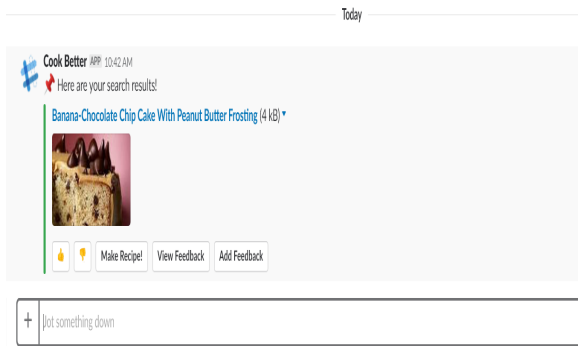 Today
Cook Better APP 10:42 AM
Here are your search results!
Banana-Chocolate Chip Cake With Peanut Butter Frosting (4 kB)
Make Recipe! View Feedback Add Feedback
Jot something down